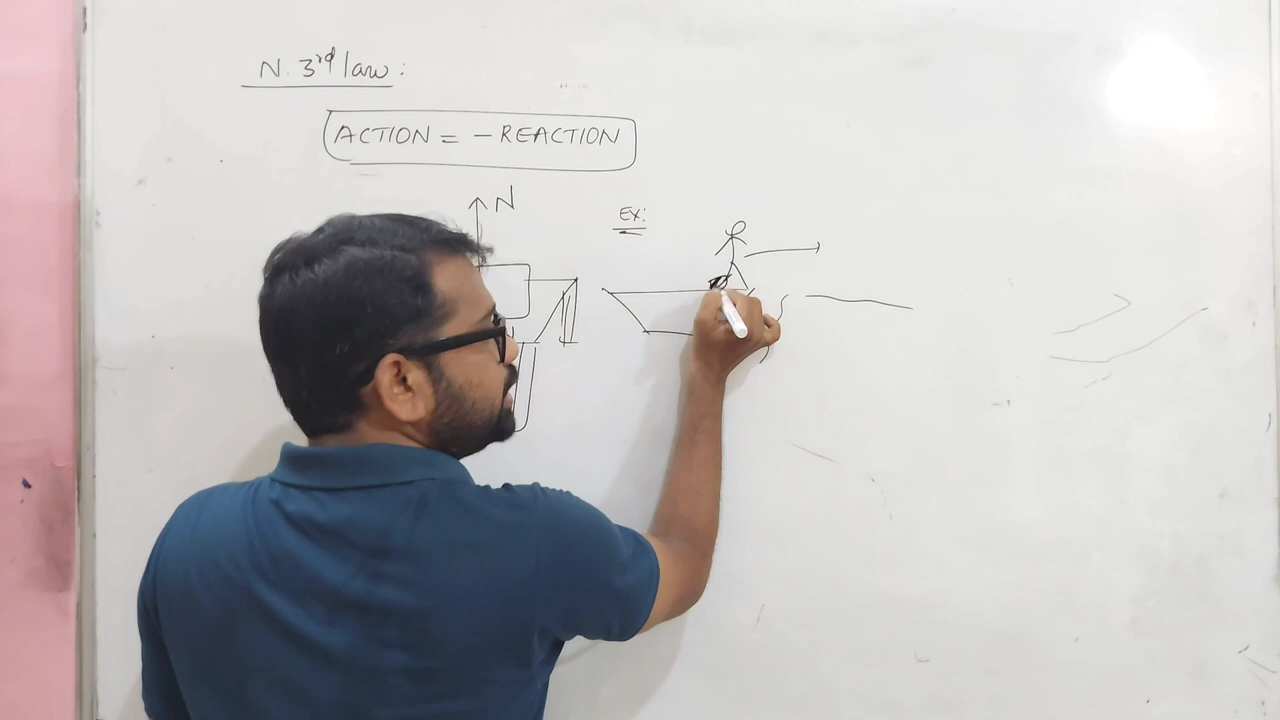 N. 3rd law:
ACTION = - REACTION
N
EX: